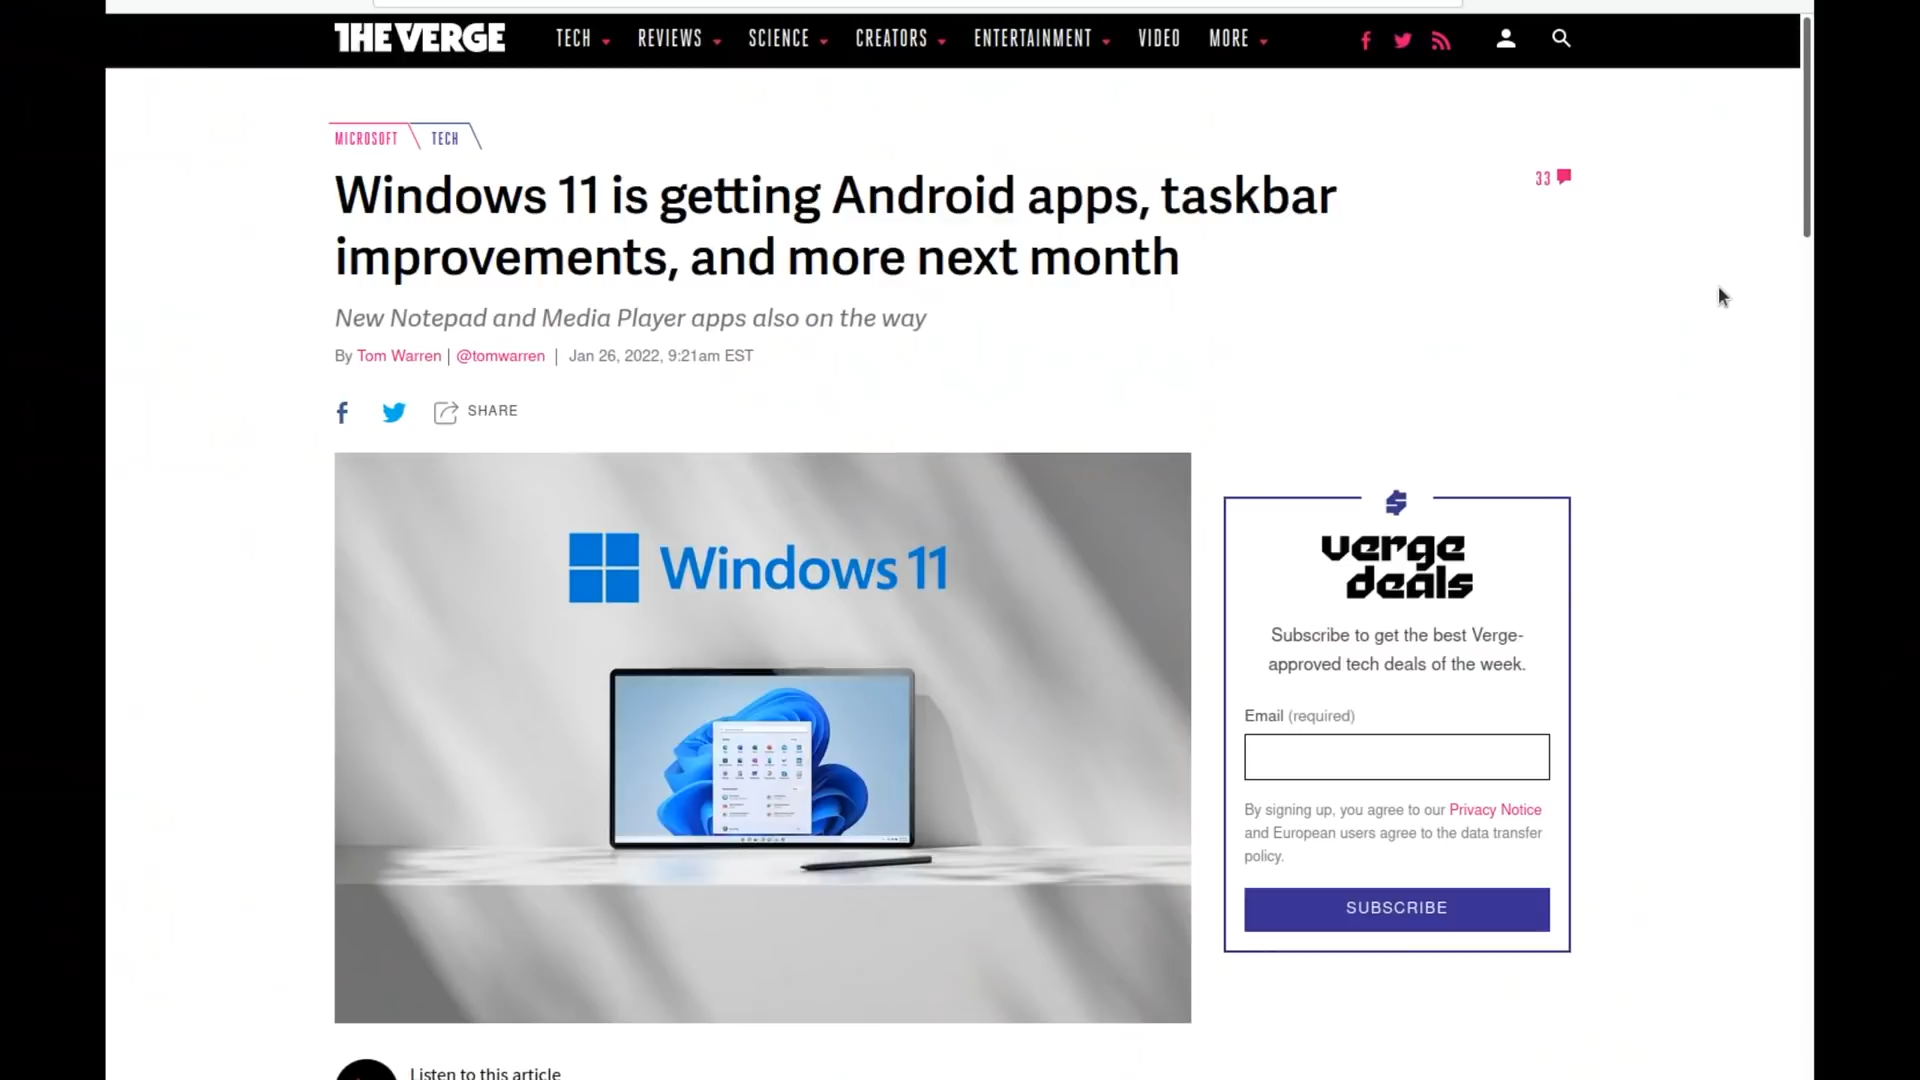 THE VERGE
TECH REVIEWS SCIENCE CREATORS ENTERTAINMENT VIDEO MORE
MICROSOFT TECH
Windows 11 is getting Android apps, taskbar
improvements, and more next month
33
New Notepad and Media Player apps also on the way
By Tom Warren | @tomwarren | Jan 26, 2022, 9:21am EST
SHARE
Windows 11
verge
deals
Subscribe to get the best Verge-
approved tech deals of the week.
Email (required)
By signing up, you agree to our Privacy Notice
and European users agree to the data transfer
policy.
SUBSCRIBE
Listen to this article